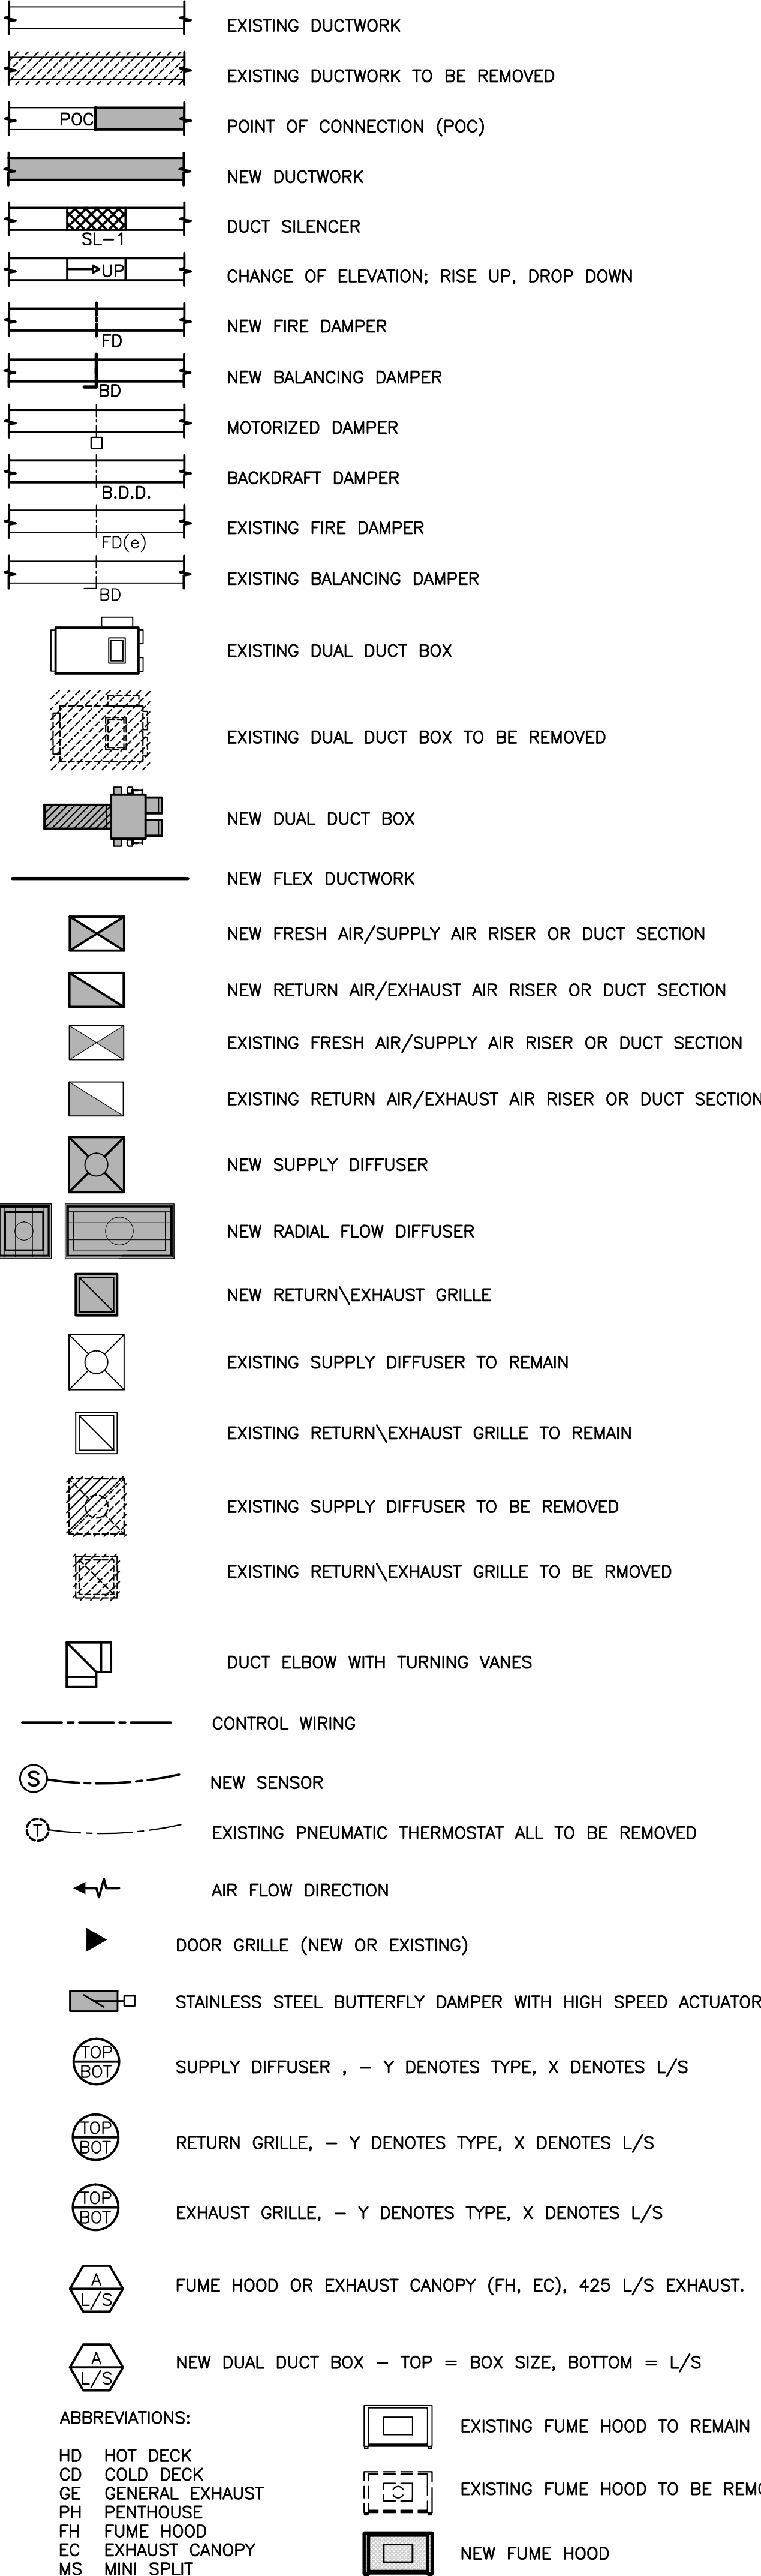 EXISTING DUCTWORK
EXISTING DUCTWORK TO BE REMOVED
POC POINT OF CONNECTION (POC)
NEW DUCTWORK
DUCT SILENCER
SL-1
UP CHANGE OF ELEVATION; RISE UP, DROP DOWN
NEW FIRE DAMPER
FD
NEW BALANCING DAMPER
BD
MOTORIZED DAMPER
BACKDRAFT DAMPER
B.D.D.
EXISTING FIRE DAMPER
FD(e)
EXISTING BALANCING DAMPER
BD
EXISTING DUAL DUCT BOX
EXISTING DUAL DUCT BOX TO BE REMOVED
NEW DUAL DUCT BOX
NEW FLEX DUCTWORK
NEW FRESH AIR/SUPPLY AIR RISER OR DUCT SECTION
NEW RETURN AIR/EXHAUST AIR RISER OR DUCT SECTION
EXISTING FRESH AIR/SUPPLY AIR RISER OR DUCT SECTION
EXISTING RETURN AIR/EXHAUST AIR RISER OR DUCT SECTION
NEW SUPPLY DIFFUSER
NEW RADIAL FLOW DIFFUSER
NEW RETURN\EXHAUST GRILLE
EXISTING SUPPLY DIFFUSER TO REMAIN
EXISTING RETURN\EXHAUST GRILLE TO REMAIN
EXISTING SUPPLY DIFFUSER TO BE REMOVED
EXISTING RETURN\EXHAUST GRILLE TO BE RMOVED
DUCT ELBOW WITH TURNING VANES
CONTROL WIRING
S NEW SENSOR
T EXISTING PNEUMATIC THERMOSTAT ALL TO BE REMOVED
AIR FLOW DIRECTION
DOOR GRILLE (NEW OR EXISTING)
STAINLESS STEEL BUTTERFLY DAMPER WITH HIGH SPEED ACTUATOR
TOP
BOT
SUPPLY DIFFUSER , – Y DENOTES TYPE, X DENOTES L/S
TOP
BOT
RETURN GRILLE, – Y DENOTES TYPE, X DENOTES L/S
TOP
BOT
EXHAUST GRILLE, – Y DENOTES TYPE, X DENOTES L/S
A
L/S
FUME HOOD OR EXHAUST CANOPY (FH, EC), 425 L/S EXHAUST.
A
L/S
NEW DUAL DUCT BOX – TOP = BOX SIZE, BOTTOM = L/S
ABBREVIATIONS:
HD HOT DECK
CD COLD DECK
GE GENERAL EXHAUST
PH PENTHOUSE
FH FUME HOOD
EC EXHAUST CANOPY
MS MINI SPLIT
EXISTING FUME HOOD TO REMAIN
EXISTING FUME HOOD TO BE
NEW FUME HOOD